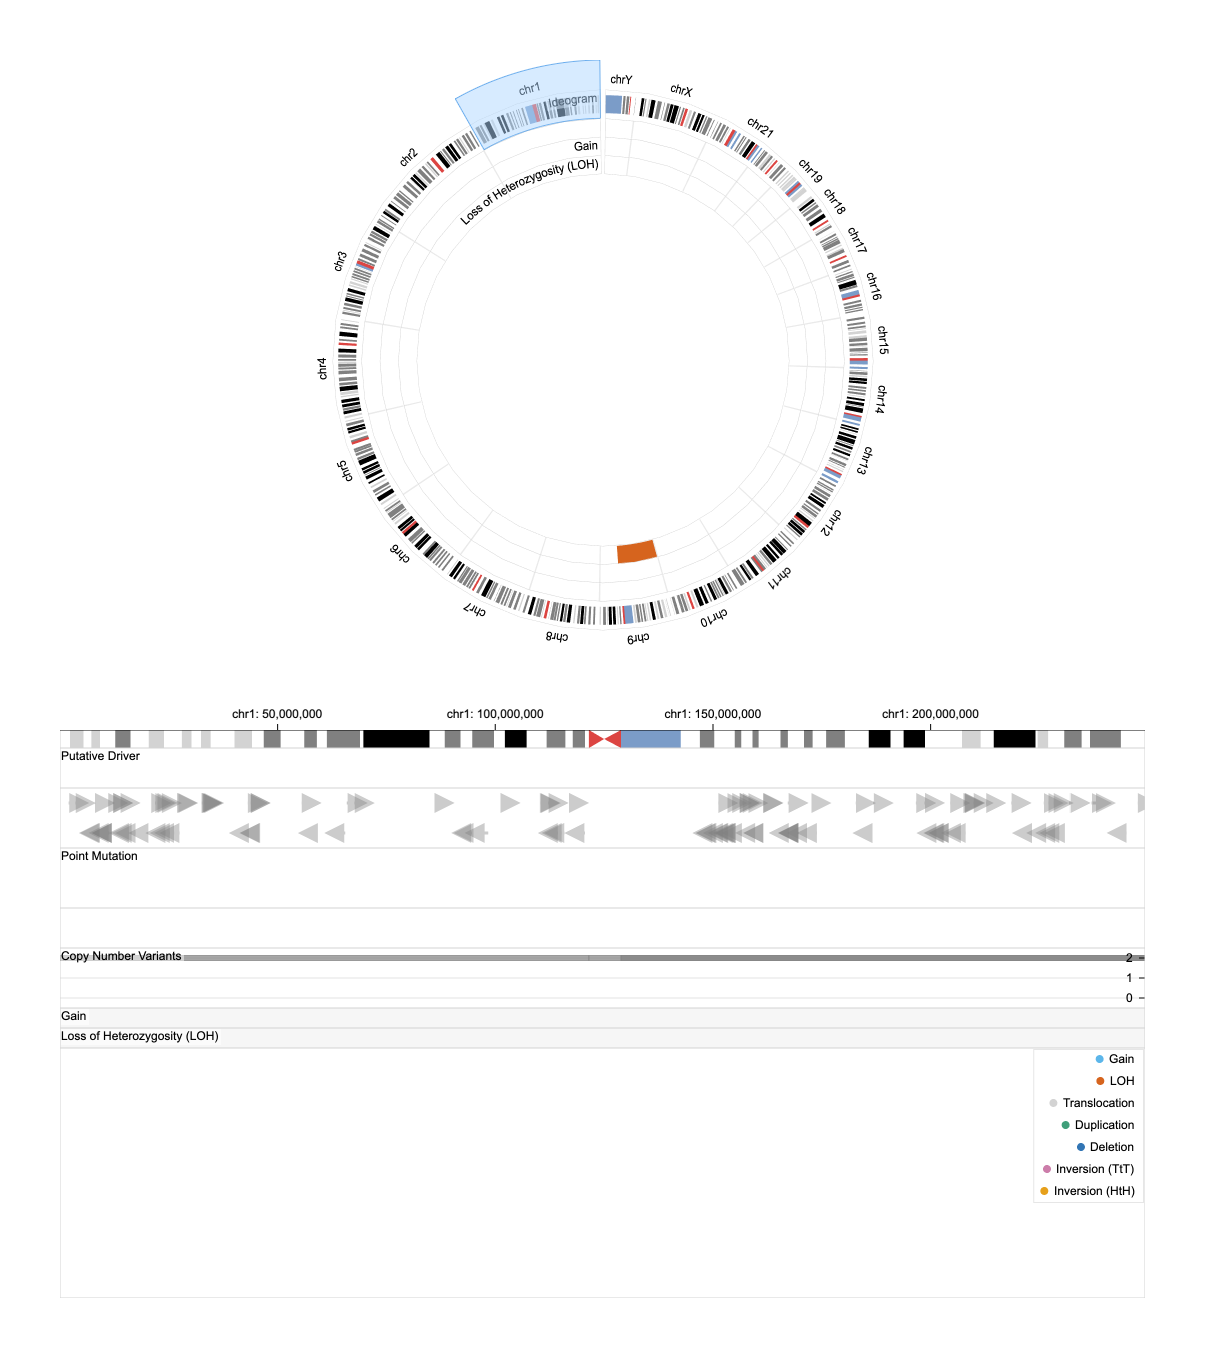 chr1
Ideogram
Gain
Loss of Heterozygosity (LOH)
chrY
chrX
chr21
chr19
chr18
chr17
chr16
chr15
chr14
chr13
chr12
chr11
chr10
chr9
chr8
chr7
chr6
chr5
chr4
chr3
chr2
chr1: 50,000,000 chr1: 100,000,000 chr1: 150,000,000 chr1: 200,000,000
Putative Driver
Point Mutation
Copy Number Variants
2
1
0
Gain
Loss of Heterozygosity (LOH)
Gain
LOH
Translocation
Duplication
Deletion
Inversion (TtT)
Inversion (HtH)